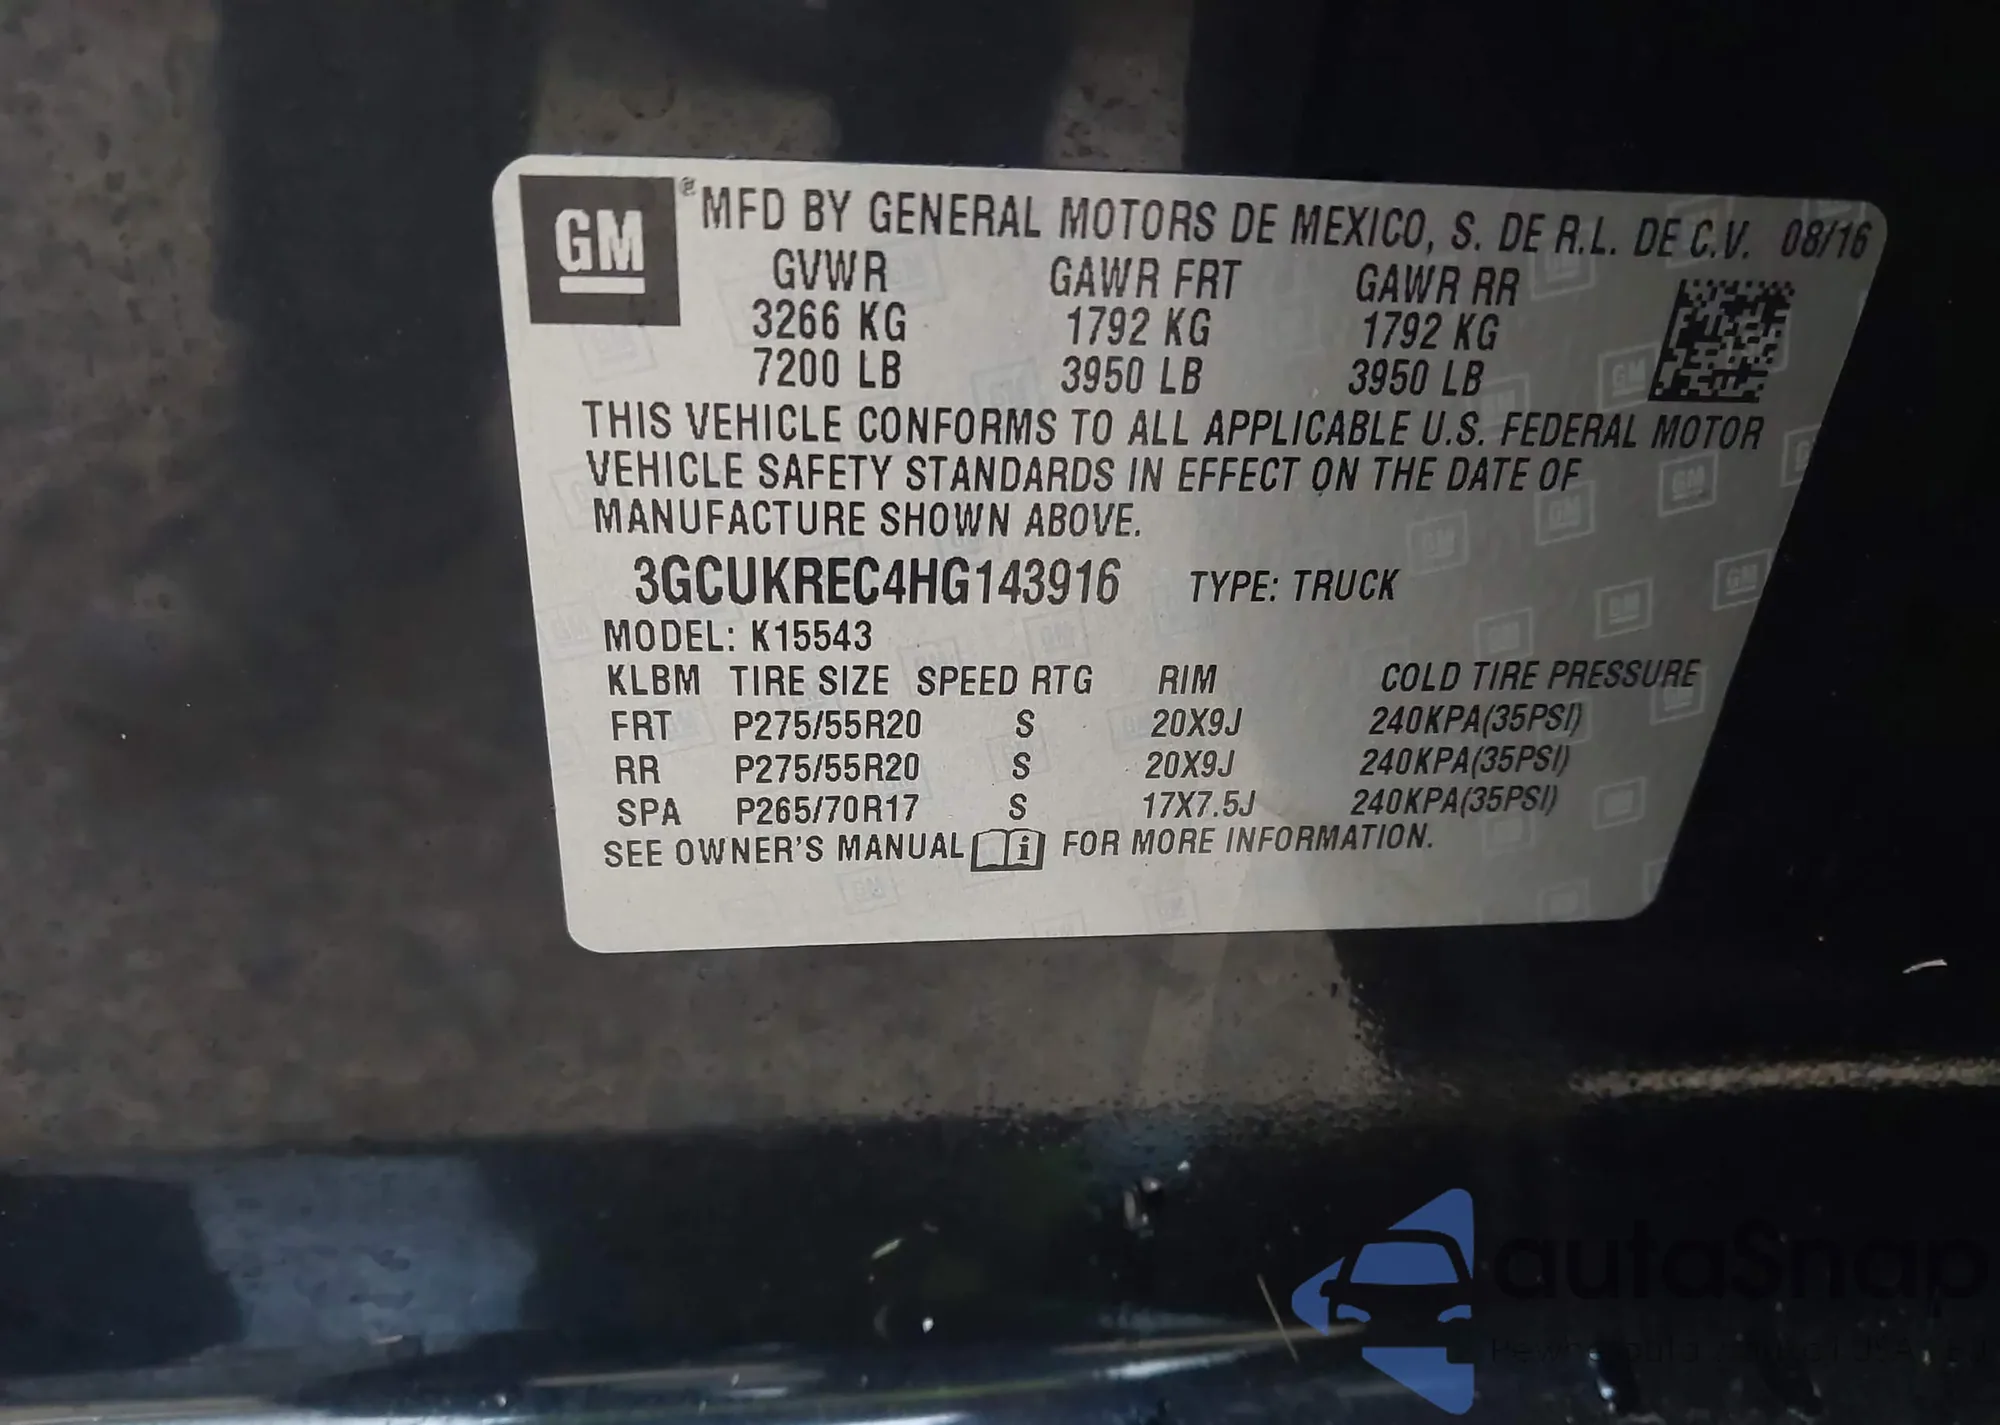 GM ® MFD BY GENERAL MOTORS DE MEXICO, S. DE R.L. DE C.V. 08/16
GVWR GAWR FRT GAWR RR
3266 KG 1792 KG 1792 KG
7200 LB 3950 LB 3950 LB
THIS VEHICLE CONFORMS TO ALL APPLICABLE U.S. FEDERAL MOTOR
VEHICLE SAFETY STANDARDS IN EFFECT ON THE DATE OF
MANUFACTURE SHOWN ABOVE.
3GCUKREC4HG143916 TYPE: TRUCK
MODEL: K15543
KLBM TIRE SIZE SPEED RTG RIM COLD TIRE PRESSURE
FRT P275/55R20 S 20X9J 240KPA(35PSI)
RR P275/55R20 S 20X9J 240KPA(35PSI)
SPA P265/70R17 S 17X7.5J 240KPA(35PSI)
SEE OWNER'S MANUAL i FOR MORE INFORMATION.
autaSnap